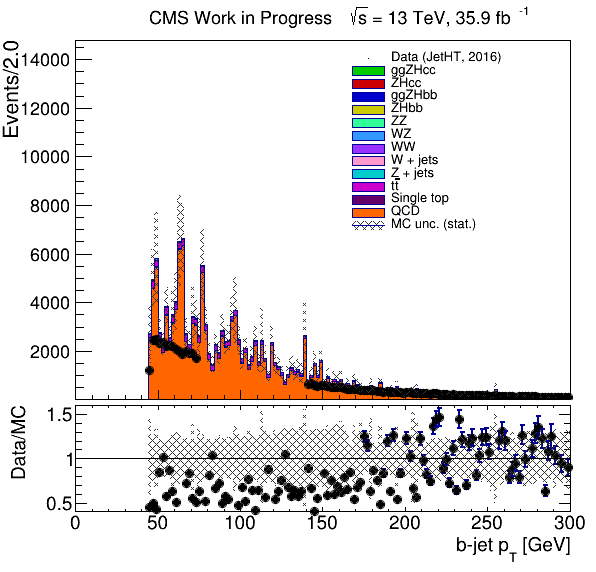 CMS Work in Progress √s = 13 TeV, 35.9 fb⁻¹
Events/2.0
14000
12000
10000
8000
6000
4000
2000
Data (JetHT, 2016)
ggZHcc
ZHcc
ggZHbb
ZHbb
ZZ
WZ
WW
W + jets
Z + jets
tt̄
Single top
QCD
MC unc. (stat.)
Data/MC
1.5
1
0.5
0 50 100 150 200 250 300
b-jet p_T [GeV]